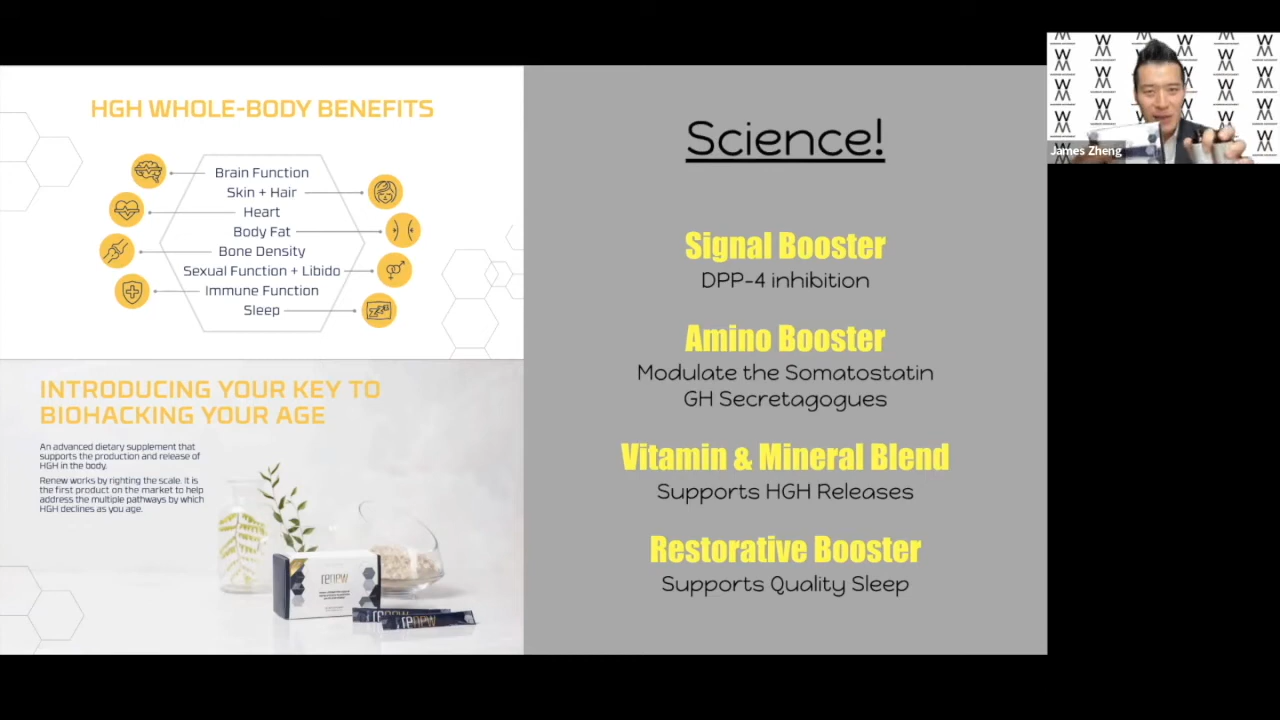 HGH WHOLE-BODY BENEFITS
Brain Function
Skin + Hair
Heart
Body Fat
Bone Density
Sexual Function + Libido
Immune Function
Sleep
INTRODUCING YOUR KEY TO
BIOHACKING YOUR AGE
An advanced dietary supplement that
supports the production and release of
HGH in the body.
Renew works by righting the scale. It is
the first product on the market to help
address the multiple pathways by which
HGH declines as you age.
renew
renew
renew
Science!
Signal Booster
DPP-4 inhibition
Amino Booster
Modulate the Somatostatin
GH Secretagogues
Vitamin & Mineral Blend
Supports HGH Releases
Restorative Booster
Supports Quality Sleep
James Zheng